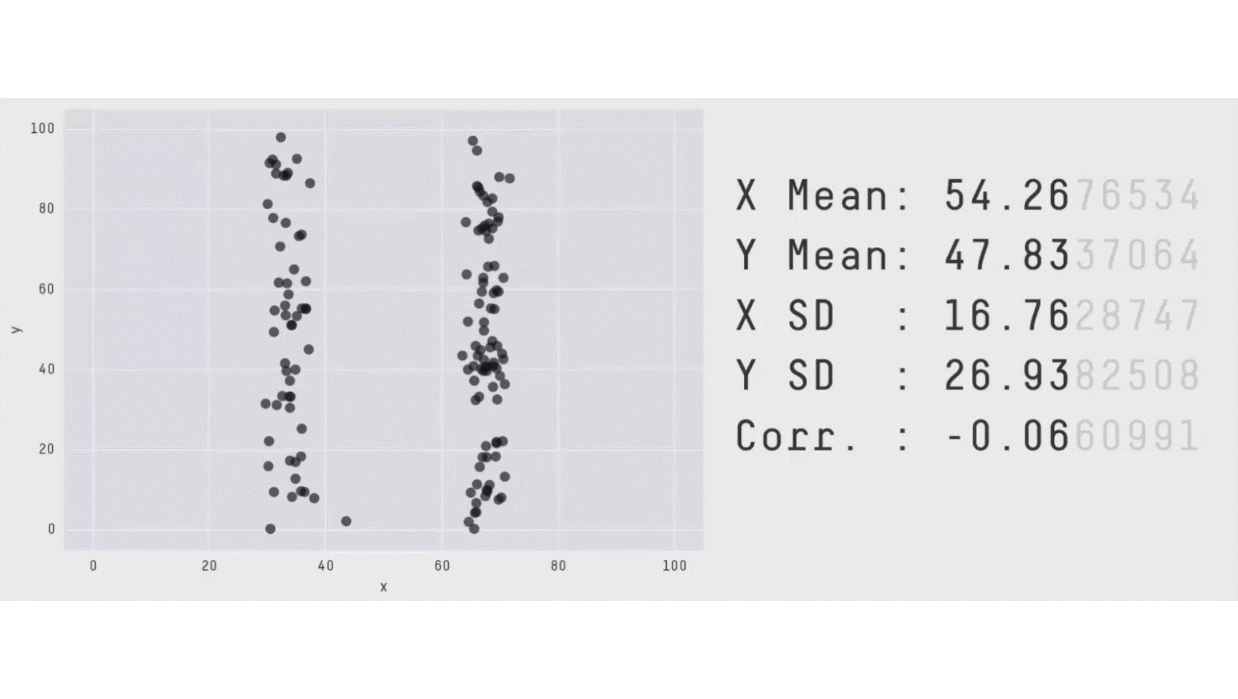 100
80
60
40
20
0
y
0 20 40 60 80 100
x
X Mean: 54.2676534
Y Mean: 47.8337064
X SD : 16.7628747
Y SD : 26.9382508
Corr. : -0.0660991